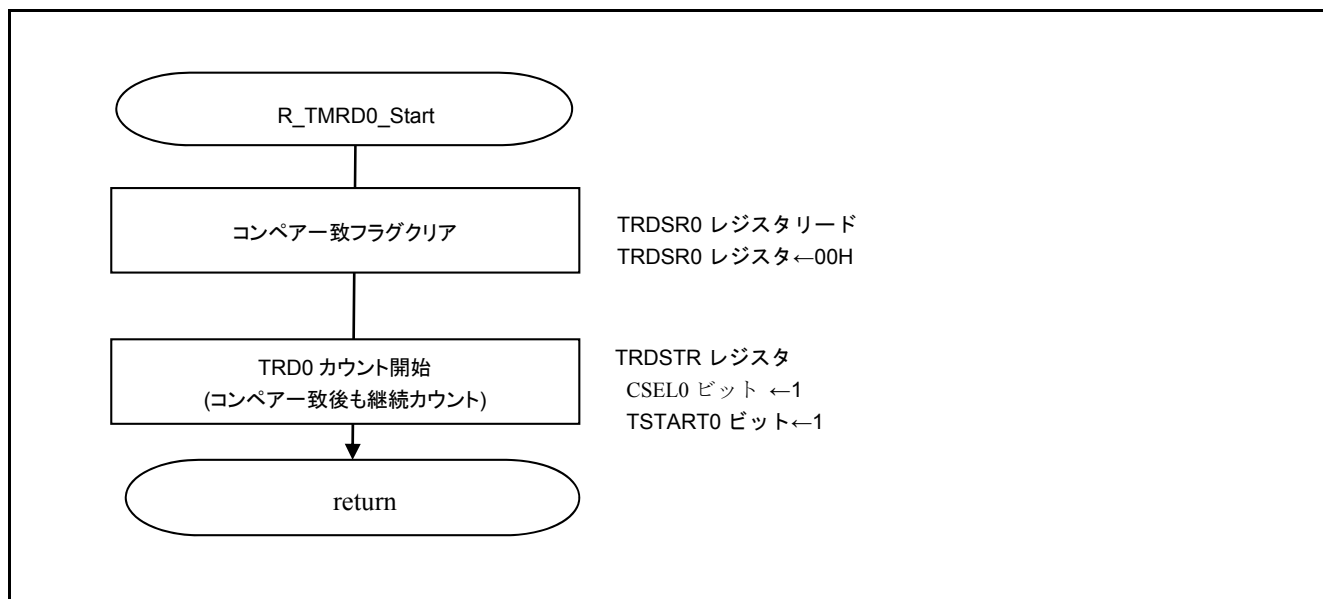 R_TMRD0_Start
コンペアー致フラグクリア
TRDSR0 レジスタリード
TRDSR0 レジスタ←00H
TRD0 カウント開始
(コンペアー致後も継続カウント)
TRDSTR レジスタ
CSEL0 ビット ←1
TSTART0 ビット←1
return